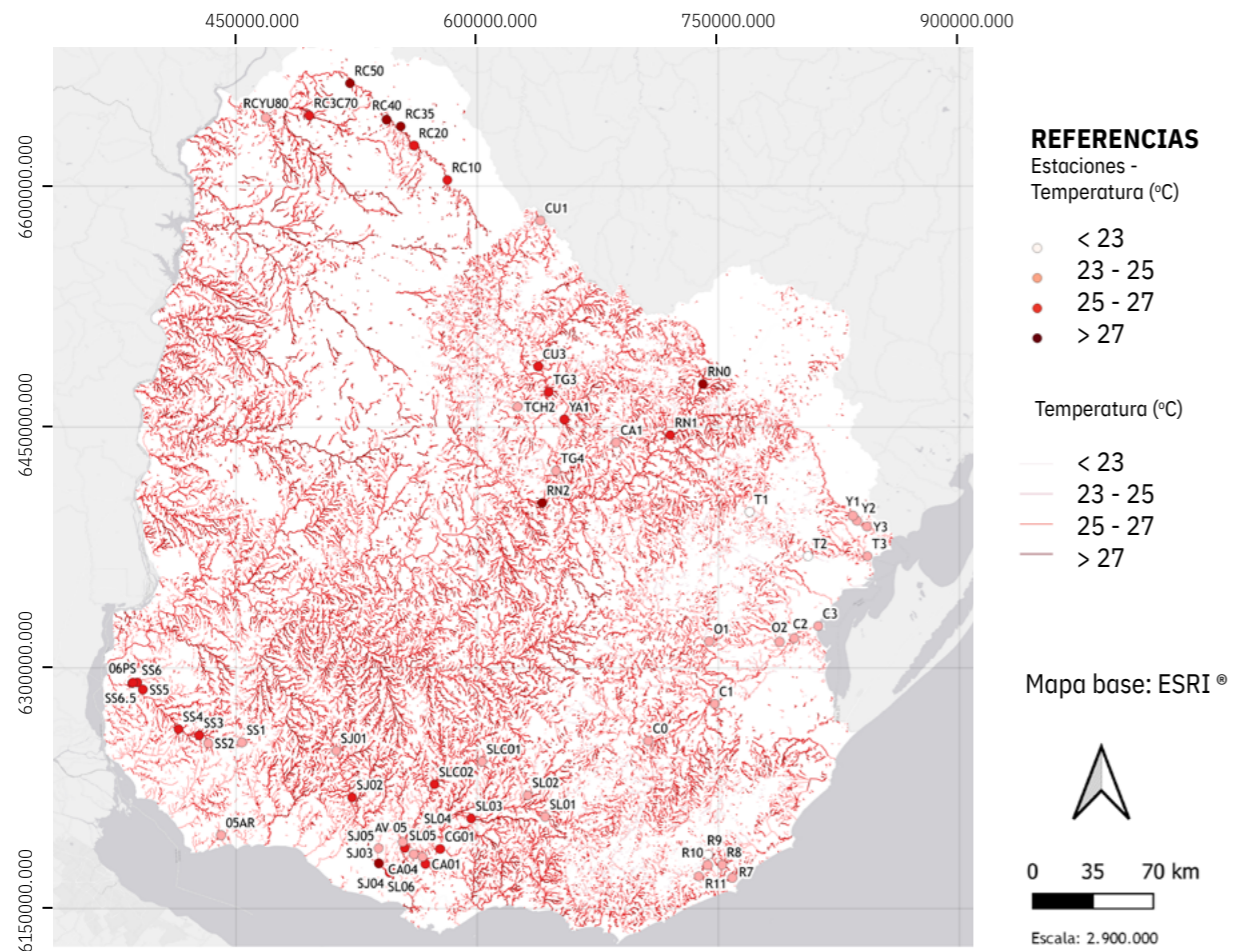 450000.000
600000.000
750000.000
900000.000
6600000.000
6450000.000
6300000.000
6150000.000
RC50
RCYU80
RC3C70
RC40
RC35
RC20
RC10
CU1
CU3
TG3
TCH2
YA1
RN0
CA1
RN1
TG4
RN2
T1
Y1
Y2
Y3
T2
T3
O1
O2
C2
C3
C1
C0
06PS
SS6
SS6.5
SS5
SS4
SS3
SS2
SS1
SJ01
SLC01
SJ02
SLC02
SL02
SL03
SL01
05AR
SL04
SJ05
AV 05
SL05
CG01
SJ03
CA04
CA01
SJ04
SL06
R9
R10
R8
R7
R11
REFERENCIAS
Estaciones -
Temperatura (ºC)
< 23
23 - 25
25 - 27
> 27
Temperatura (ºC)
< 23
23 - 25
25 - 27
> 27
Mapa base: ESRI ®
0 35 70 km
Escala: 2.900.000